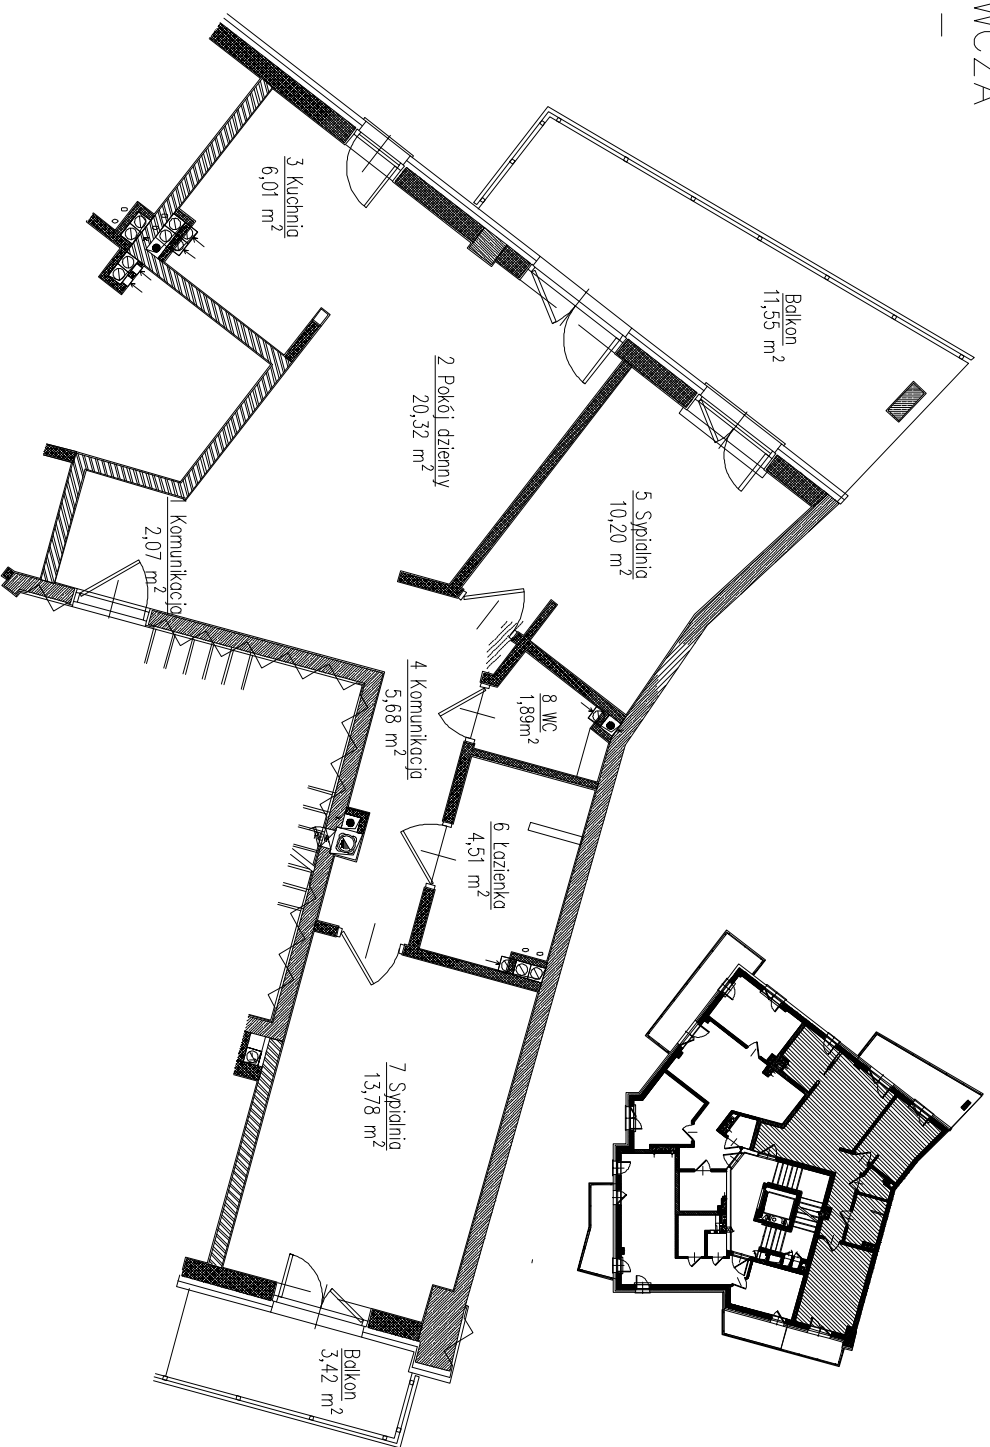 WCZA
3 Kuchnia
6,01 m²
Balkon
11,55 m²
2 Pokój dzienny
20,32 m²
5 Sypialnia
10,20 m²
1 Komunikacja
2,07 m²
4 Komunikacja
5,68 m²
8 WC
1,89m²
6 Łazienka
4,51 m²
7 Sypialnia
13,78 m²
Balkon
3,42 m²